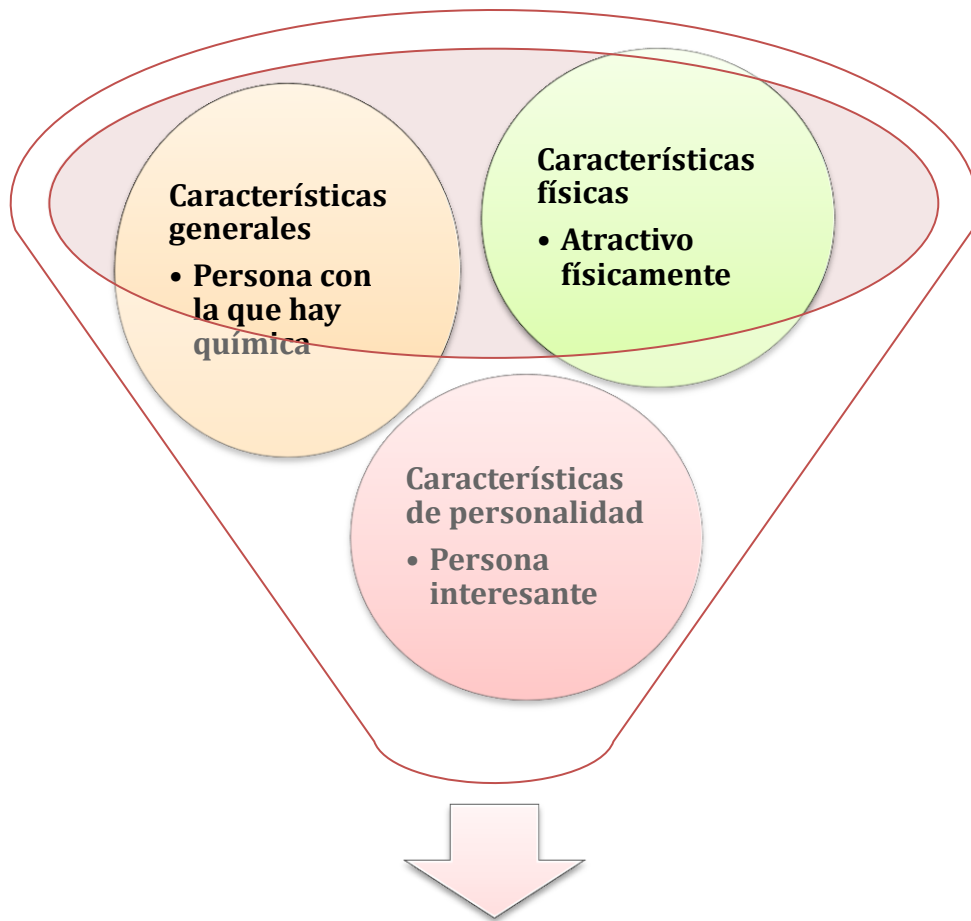 Características
generales
• Persona con
la que hay
química
Características
físicas
• Atractivo
físicamente
Características
de personalidad
• Persona
interesante